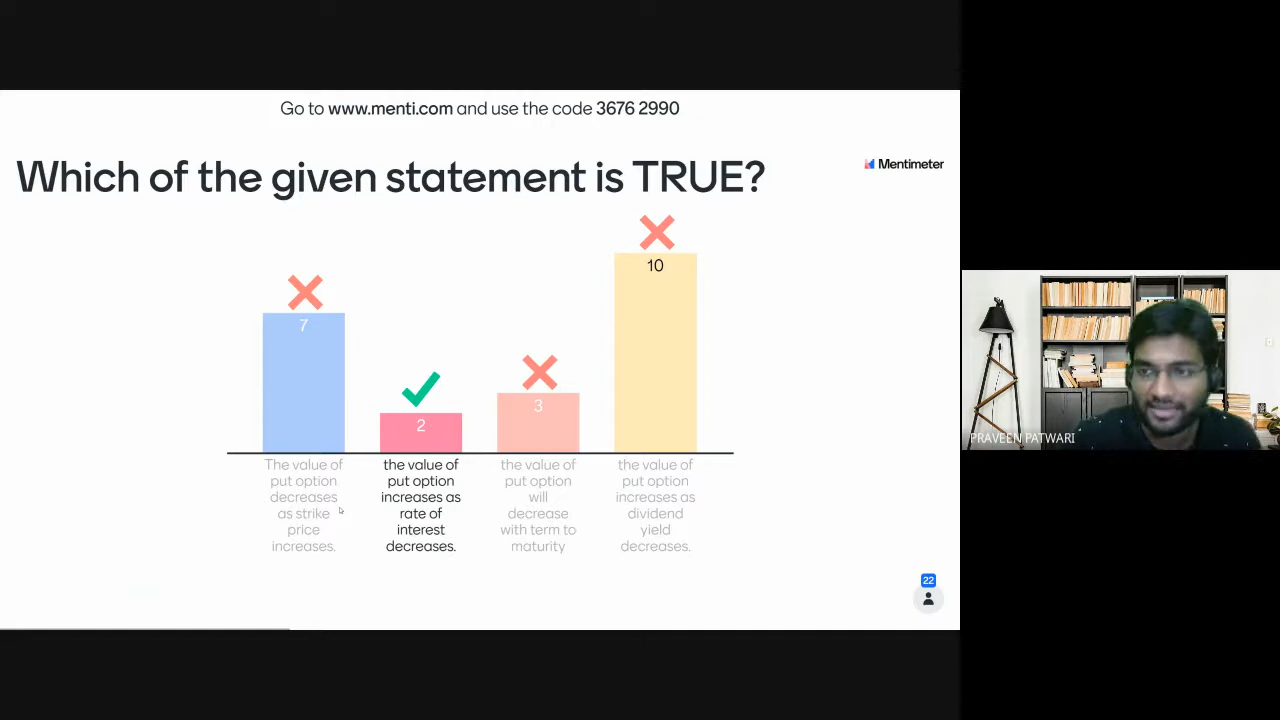 Go to www.menti.com and use the code 3676 2990
Which of the given statement is TRUE?
Mentimeter
7
2
3
10
The value of
put option
decreases
as strike
price
increases.
the value of
put option
increases as
rate of
interest
decreases.
the value of
put option
will
decrease
with term to
maturity
the value of
put option
increases as
dividend
yield
decreases.
22
PRAVEEN PATWARI